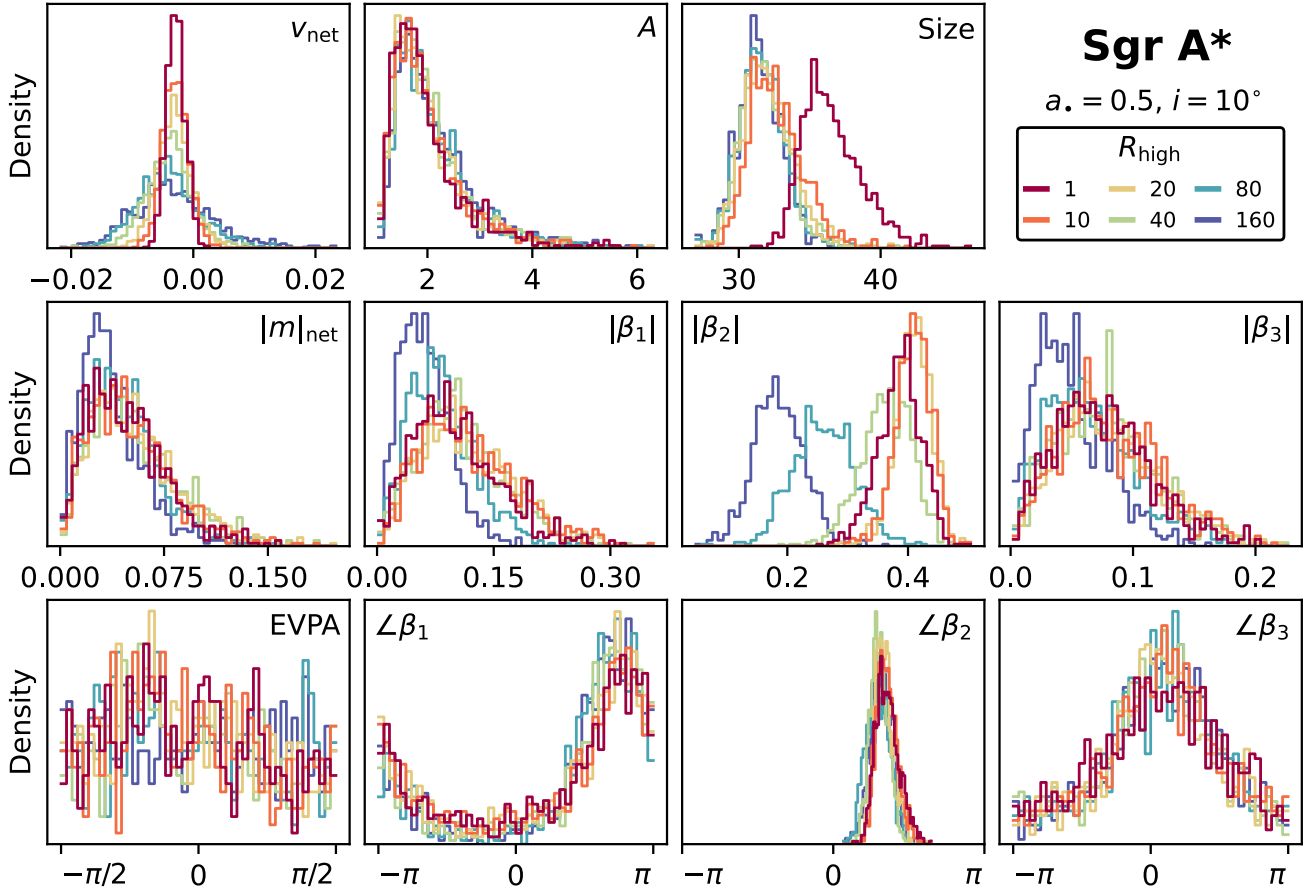 Density
v_net
A
Size
Sgr A*
a• = 0.5, i = 10°
R_high
1 20 80
10 40 160
−0.02 0.00 0.02
2 4 6
30 40
Density
|m|_net
|β₁|
|β₂|
|β₃|
0.000 0.075 0.150
0.00 0.15 0.30
0.2 0.4
0.0 0.1 0.2
Density
EVPA
∠β₁
∠β₂
∠β₃
−π/2 0 π/2
−π 0 π
−π 0 π
−π 0 π